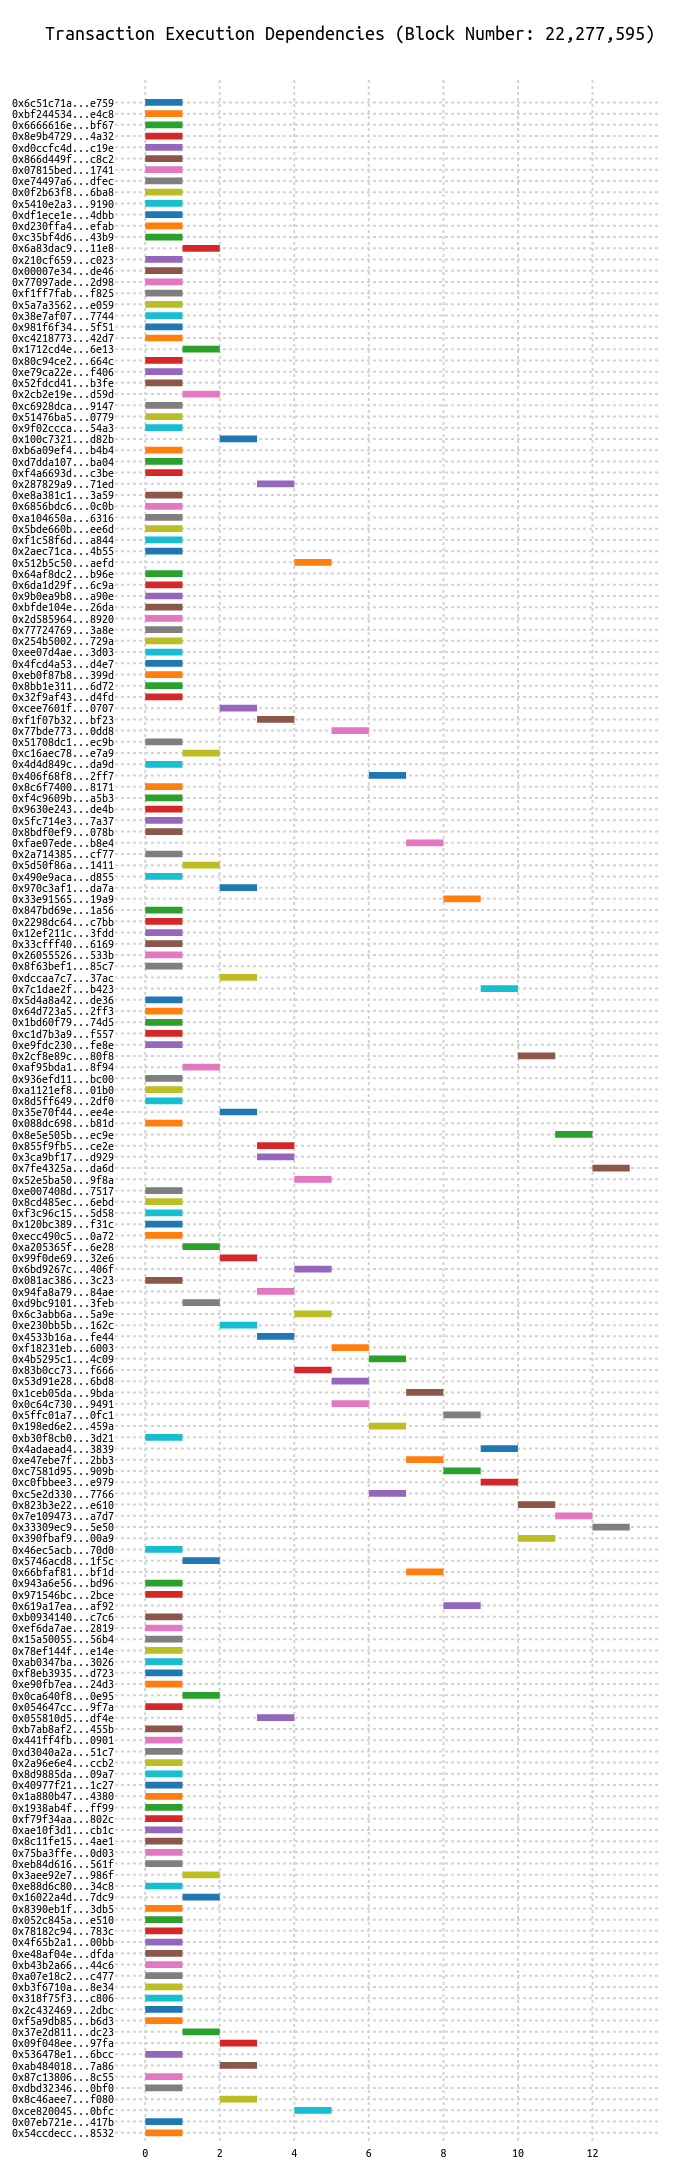 Transaction Execution Dependencies (Block Number: 22,277,595)
0x6c51c71a...e759
0xbf244534...e4c8
0x6666616e...bf67
0x8e9b4729...4a32
0xd0ccfc4d...c19e
0x866d449f...c8c2
0x07815bed...1741
0xe74497a6...dfec
0x0f2b63f8...6ba8
0x5410e2a3...9190
0xdf1ece1e...4dbb
0xd230ffa4...efab
0xc35bf4d6...43b9
0x6a83dac9...11e8
0x210cf659...c023
0x00007e34...de46
0x77097ade...2d98
0xf1ff7fab...f825
0x5a7a3562...e059
0x38e7af07...7744
0x981f6f34...5f51
0xc4218773...42d7
0x1712cd4e...6e13
0x80c94ce2...664c
0xe79ca22e...f406
0x52fdcd41...b3fe
0x2cb2e19e...d59d
0xc6928dca...9147
0x51476ba5...0779
0x9f02ccca...54a3
0x100c7321...d82b
0xb6a09ef4...b4b4
0xd7dda107...ba04
0xf4a6693d...c3be
0x287829a9...71ed
0xe8a381c1...3a59
0x6856bdc6...0c0b
0xa104650a...6316
0x5bde660b...ee6d
0xf1c58f6d...a844
0x2aec71ca...4b55
0x512b5c50...aefd
0x64af8dc2...b96e
0x6da1d29f...6c9a
0x9b0ea9b8...a90e
0xbfde104e...26da
0x2d585964...8920
0x77724769...3a8e
0x254b5002...729a
0xee07d4ae...3d03
0x4fcd4a53...d4e7
0xeb0f87b8...399d
0x8bb1e311...6d72
0x32f9af43...d4fd
0xcee7601f...0707
0xf1f07b32...bf23
0x77bde773...0dd8
0x51708dc1...ec9b
0xc16aec78...e7a9
0x4d4d849c...da9d
0x406f68f8...2ff7
0x8c6f7400...8171
0xf4c9609b...a5b3
0x9630e243...de4b
0x5fc714e3...7a37
0x8bdf0ef9...078b
0xfae07ede...b8e4
0x2a714385...cf77
0x5d50f86a...1411
0x490e9aca...d855
0x970c3af1...da7a
0x33e91565...19a9
0x847bd69e...1a56
0x2298dc64...c7bb
0x12ef211c...3fdd
0x33cfff40...6169
0x26055526...533b
0x8f63bef1...85c7
0xdccaa7c7...37ac
0x7c1dae2f...b423
0x5d4a8a42...de36
0x64d723a5...2ff3
0x1bd60f79...74d5
0xc1d7b3a9...f557
0xe9fdc230...fe8e
0x2cf8e89c...80f8
0xaf95bda1...8f94
0x936efd11...bc00
0xa1121ef8...01b0
0x8d5ff649...2df0
0x35e70f44...ee4e
0x088dc698...b81d
0x8e5e505b...ec9e
0x855f9fb5...ce2e
0x3ca9bf17...d929
0x7fe4325a...da6d
0x52e5ba50...9f8a
0xe007408d...7517
0x8cd485ec...6ebd
0xf3c96c15...5d58
0x120bc389...f31c
0xecc490c5...0a72
0xa205365f...6e28
0x99f0de69...32e6
0x6bd9267c...406f
0x081ac386...3c23
0x94fa8a79...84ae
0xd9bc9101...3feb
0x6c3abb6a...5a9e
0xe230bb5b...162c
0x4533b16a...fe44
0xf18231eb...6003
0x4b5295c1...4c09
0x83b0cc73...f666
0x53d91e28...6bd8
0x1ceb05da...9bda
0x0c64c730...9491
0x5ffc01a7...0fc1
0x198ed6e2...459a
0xb30f8cb0...3d21
0x4adaead4...3839
0xe47ebe7f...2bb3
0xc7581d95...909b
0xc0fbbee3...e979
0xc5e2d330...7766
0x823b3e22...e610
0x7e109473...a7d7
0x33309ec9...5e50
0x390fbaf9...00a9
0x46ec5acb...70d0
0x5746acd8...1f5c
0x66bfaf81...bf1d
0x943a6e56...bd96
0x971546bc...2bce
0x619a17ea...af92
0xb0934140...c7c6
0xef6da7ae...2819
0x15a50055...56b4
0x78ef144f...e14e
0xab0347ba...3026
0xf8eb3935...d723
0xe90fb7ea...24d3
0x0ca640f8...0e95
0x054647cc...9f7a
0x055810d5...df4e
0xb7ab8af2...455b
0x441ff4fb...0901
0xd3040a2a...51c7
0x2a96e6e4...ccb2
0x8d9885da...09a7
0x40977f21...1c27
0x1a880b47...4380
0x1938ab4f...ff99
0xf79f34aa...802c
0xae10f3d1...cb1c
0x8c11fe15...4ae1
0x75ba3ffe...0d03
0xeb84d616...561f
0x3aee92e7...986f
0xe88d6c80...34c8
0x16022a4d...7dc9
0x8390eb1f...3db5
0x052c845a...e510
0x78182c94...783c
0x4f65b2a1...00bb
0xe48af04e...dfda
0xb43b2a66...44c6
0xa07e18c2...c477
0xb3f6710a...8e34
0x318f75f3...c806
0x2c432469...2dbc
0xf5a9db85...b6d3
0x37e2d811...dc23
0x09f048ee...97fa
0x536478e1...6bcc
0xab484018...7a86
0x87c13806...8c55
0xdbd32346...0bf0
0x8c46aee7...f080
0xce820045...0bfc
0x07eb721e...417b
0x54ccdecc...8532
0 2 4 6 8 10 12